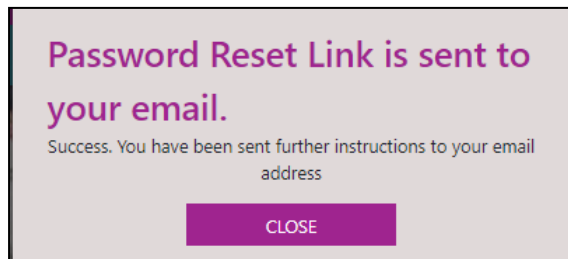 Password Reset Link is sent to
your email.
Success. You have been sent further instructions to your email
address
CLOSE